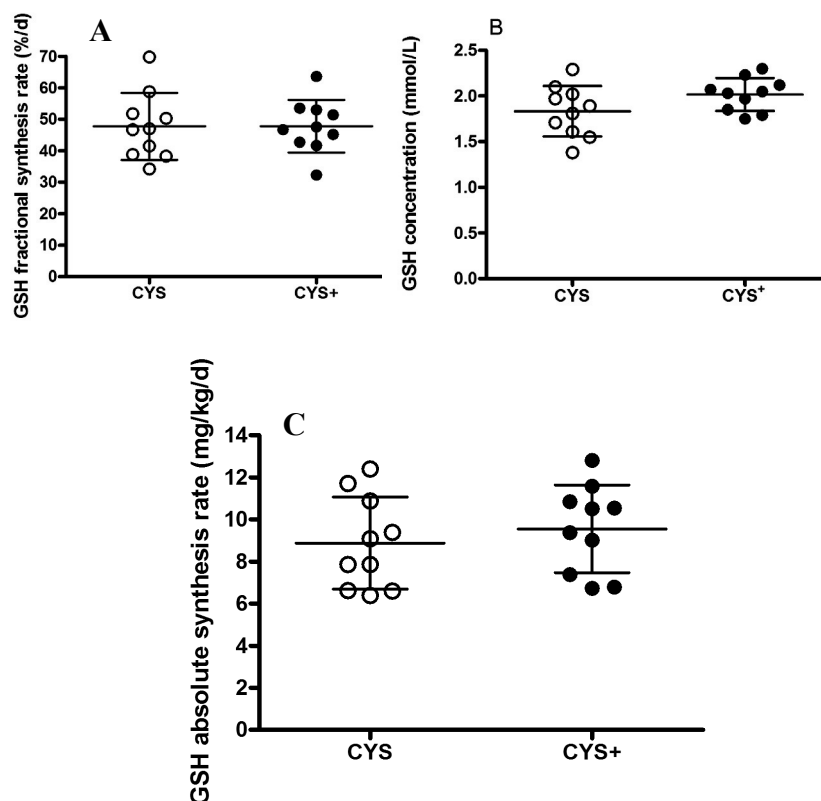 A
GSH fractional synthesis rate (%/d)
70
60
50
40
30
20
10
0
CYS
CYS+
B
GSH concentration (mmol/L)
2.5
2.0
1.5
1.0
0.5
0.0
CYS
CYS⁺
C
GSH absolute synthesis rate (mg/kg/d)
14
12
10
8
6
4
2
0
CYS
CYS+